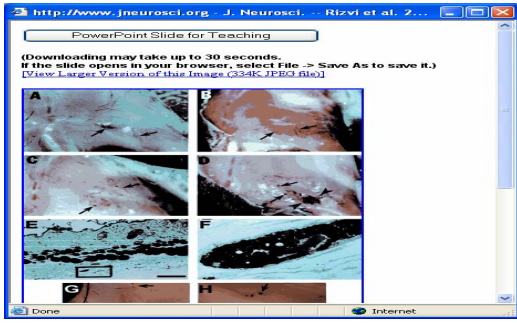 http://www.jneurosci.org - J. Neurosci. -- Rizvi et al. 2...
PowerPoint Slide for Teaching
(Downloading may take up to 30 seconds.
If the slide opens in your browser, select File -> Save As to save it.)
[View Larger Version of this Image (334K JPEG file)]
A
B
C
D
E
F
G
H
Done
Internet